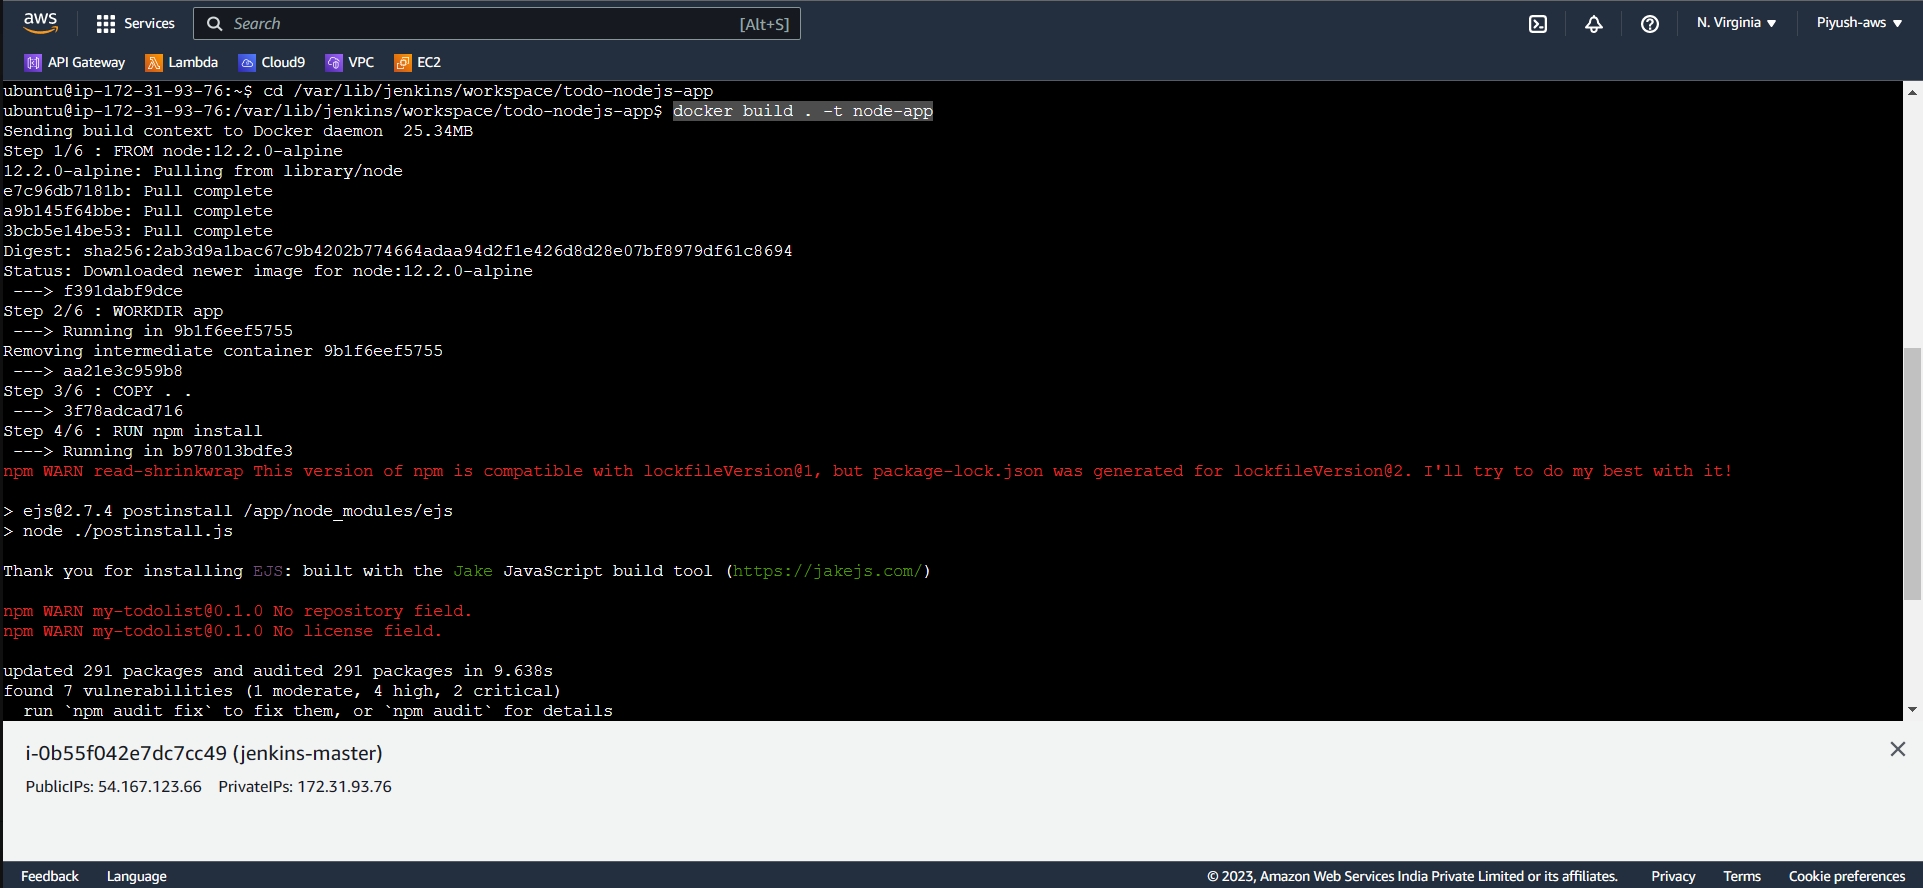 aws Services Search [Alt+S] N. Virginia Piyush-aws
API Gateway Lambda Cloud9 VPC EC2
ubuntu@ip-172-31-93-76:~$ cd /var/lib/jenkins/workspace/todo-nodejs-app
ubuntu@ip-172-31-93-76:/var/lib/jenkins/workspace/todo-nodejs-app$ docker build . -t node-app
Sending build context to Docker daemon  25.34MB
Step 1/6 : FROM node:12.2.0-alpine
12.2.0-alpine: Pulling from library/node
e7c96db7181b: Pull complete
a9b145f64bbe: Pull complete
3bcb5e14be53: Pull complete
Digest: sha256:2ab3d9a1bac67c9b4202b774664adaa94d2f1e426d8d28e07bf8979df61c8694
Status: Downloaded newer image for node:12.2.0-alpine
 ---> f391dabf9dce
Step 2/6 : WORKDIR app
 ---> Running in 9b1f6eef5755
Removing intermediate container 9b1f6eef5755
 ---> aa21e3c959b8
Step 3/6 : COPY . .
 ---> 3f78adcad716
Step 4/6 : RUN npm install
 ---> Running in b978013bdfe3
npm WARN read-shrinkwrap This version of npm is compatible with lockfileVersion@1, but package-lock.json was generated for lockfileVersion@2. I'll try to do my best with it!
> ejs@2.7.4 postinstall /app/node_modules/ejs
> node ./postinstall.js
Thank you for installing EJS: built with the Jake JavaScript build tool (https://jakejs.com/)
npm WARN my-todolist@0.1.0 No repository field.
npm WARN my-todolist@0.1.0 No license field.
updated 291 packages and audited 291 packages in 9.638s
found 7 vulnerabilities (1 moderate, 4 high, 2 critical)
  run `npm audit fix` to fix them, or `npm audit` for details
i-0b55f042e7dc7cc49 (jenkins-master)
PublicIPs: 54.167.123.66 PrivateIPs: 172.31.93.76
Feedback Language © 2023, Amazon Web Services India Private Limited or its affiliates. Privacy Terms Cookie preferences